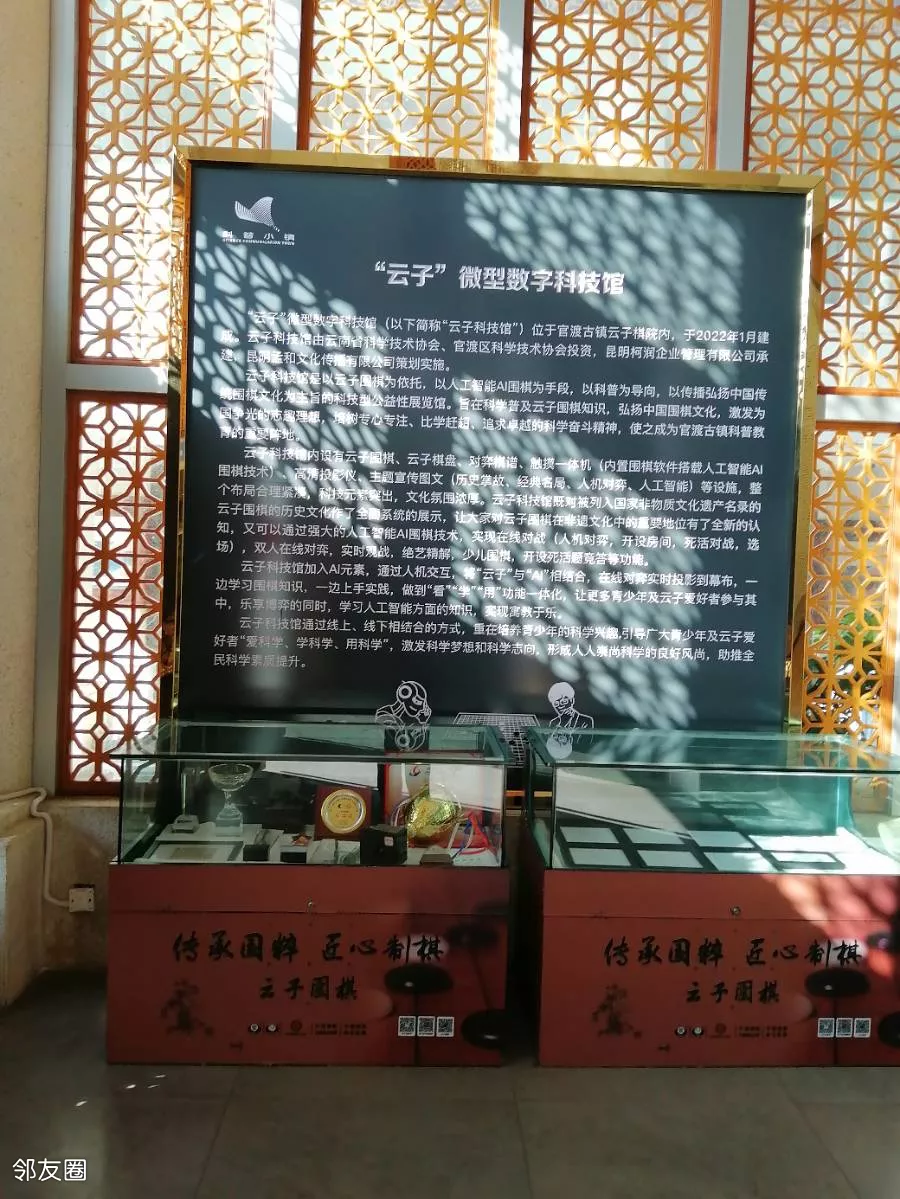 科普小镇
“云子” 微型数字科技馆
“云子”微型数字科技馆（以下简称“云子科技馆”）位于官渡古镇云子棋院内，于2022年1月建
成。云子科技馆由云南省科学技术协会、官渡区科学技术协会投资，昆明柯润企业管理有限公司承
建，昆明孟和文化传播有限公司策划实施。
云子科技馆是以云子围棋为依托，以人工智能AI围棋为手段，以科普为导向，以传播弘扬中国传
统围棋文化为主旨的科技型公益性展览馆。旨在科学普及云子围棋知识，弘扬中国围棋文化，激发为
国争光的志趣理想，培树专心专注、比学赶超、追求卓越的科学奋斗精神，使之成为官渡古镇科普教
育的重要阵地。
云子科技馆内设有云子围棋、云子棋盘、对弈棋谱、触摸一体机（内置围棋软件搭载人工智能AI
围棋技术）、高清投影仪、主题宣传图文（历史掌故、经典名局、人机对弈、人工智能）等设施，整
个布局合理紧凑，科技元素突出，文化氛围浓厚。云子科技馆既对被列入国家非物质文化遗产名录的
云子围棋的历史文化作了全面系统的展示，让大家对云子围棋在非遗文化中的重要地位有了全新的认
知，又可以通过强大的人工智能AI围棋技术，实现在线对战（人机对弈，开设房间，死活对战，选
场），双人在线对弈，实时观战，绝艺精解，少儿围棋，开设死活题竟答等功能。
云子科技馆加入AI元素，通过人机交互，将“云子”与“AI”相结合，在线对弈实时投影到幕布，一
边学习围棋知识，一边上手实践，做到“看”“学”“用”功能一体化，让更多青少年及云子爱好者参与其
中，乐享博弈的同时，学习人工智能方面的知识，实现寓教于乐。
云子科技馆通过线上、线下相结合的方式，重在培养青少年的科学兴趣,引导广大青少年及云子爱
好者“爱科学、学科学、用科学”，激发科学梦想和科学志向，形成人人崇尚科学的良好风尚，助推全
民科学素质提升。
传承国粹 匠心制棋
云子围棋
传承国粹 匠心制棋
云子围棋
邻友圈